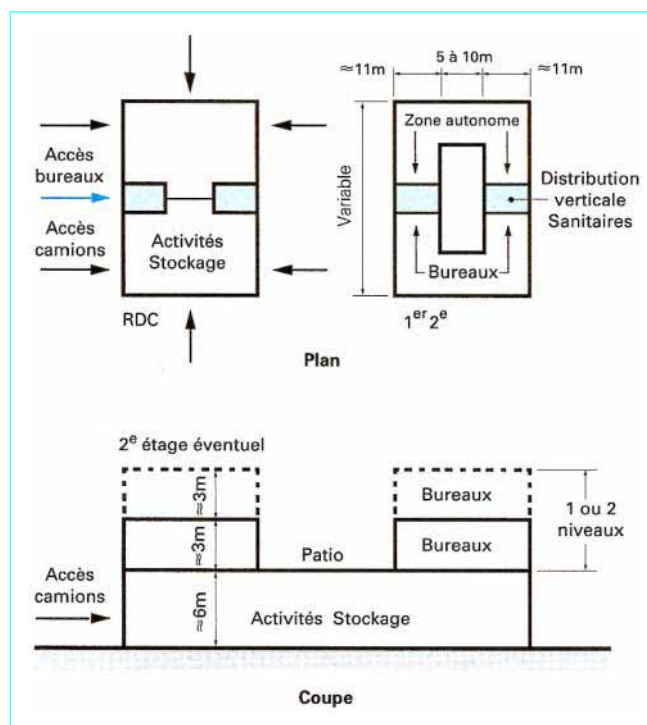 5 à 10m
≈11m
≈11m
Accès
bureaux
Accès
camions
Activités
Stockage
RDC
Zone autonome
Variable
Bureaux
Distribution
verticale
Sanitaires
1er 2e
Plan
2e étage éventuel
≈3m
Bureaux
1 ou 2
niveaux
≈3m
Patio
Bureaux
Accès
camions
≈6m
Activités Stockage
Coupe